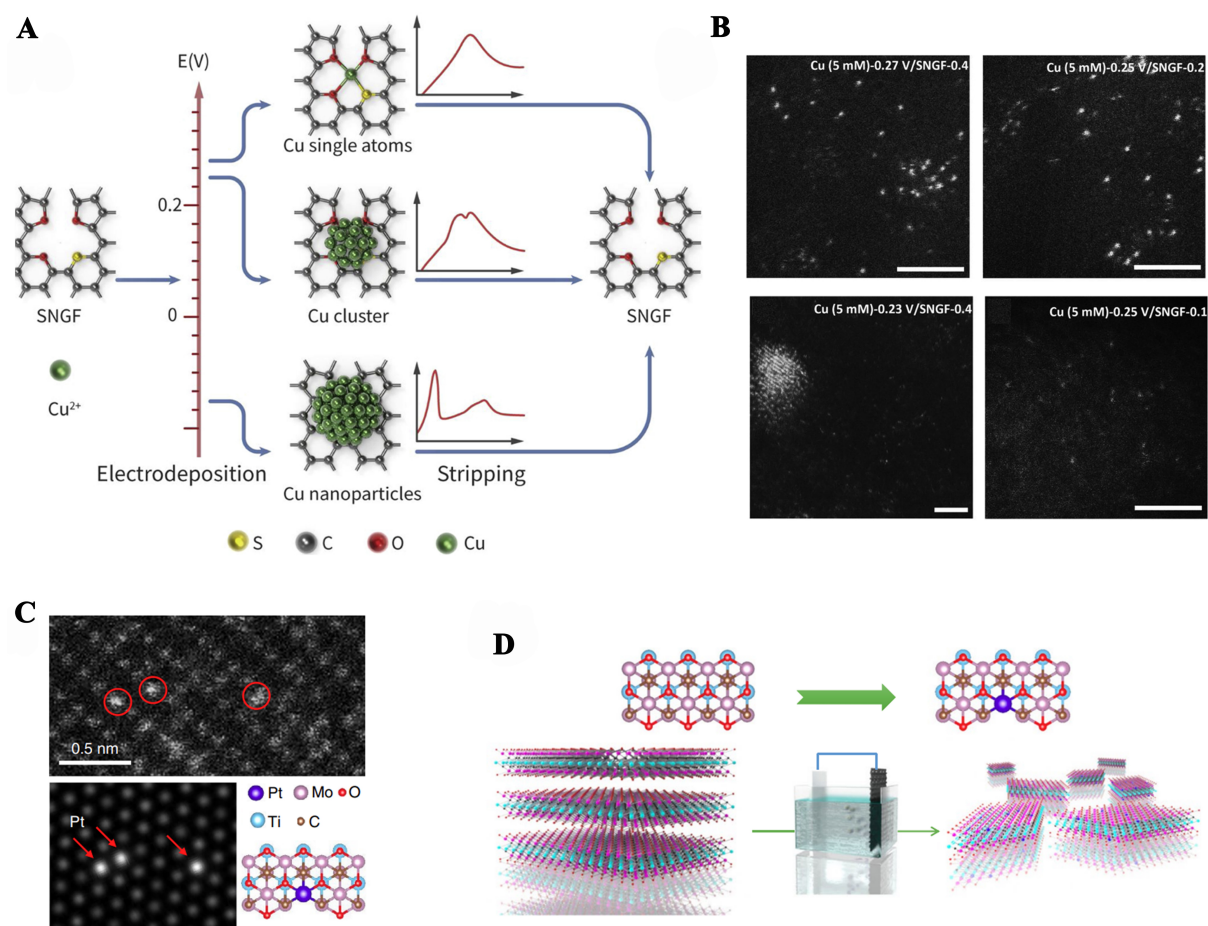 A
E(V)
0.2
0
SNGF
Cu²⁺
Electrodeposition
Cu single atoms
Cu cluster
Cu nanoparticles
Stripping
SNGF
S
C
O
Cu
B
Cu (5 mM)-0.27 V/SNGF-0.4
Cu (5 mM)-0.25 V/SNGF-0.2
Cu (5 mM)-0.23 V/SNGF-0.4
Cu (5 mM)-0.25 V/SNGF-0.1
C
0.5 nm
Pt
Pt Mo O
Ti C
D